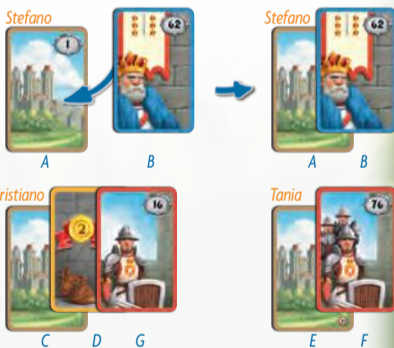 Stefano
1
62
A B
Stefano
62
A B
ristiano
2
16
C D G
Tania
76
E F